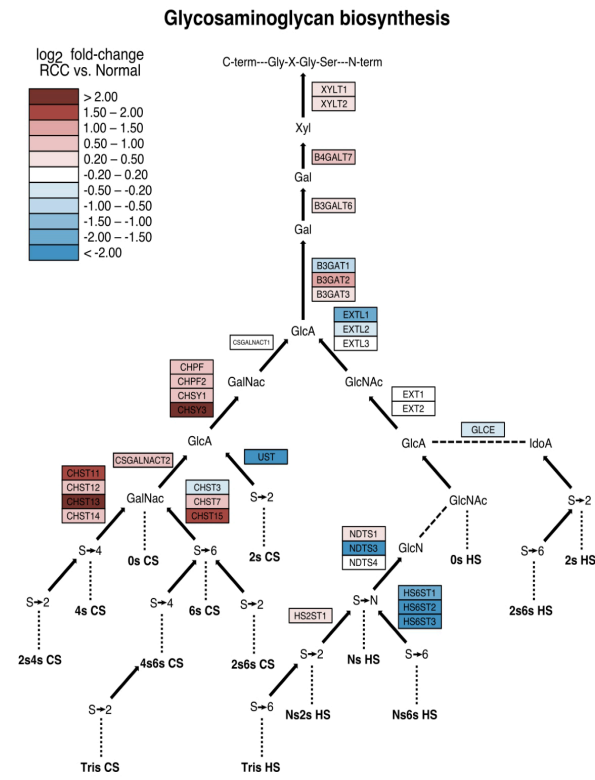 Glycosaminoglycan biosynthesis
log2 fold-change
RCC vs. Normal
> 2.00
1.50 – 2.00
1.00 – 1.50
0.50 – 1.00
0.20 – 0.50
-0.20 – 0.20
-0.50 – -0.20
-1.00 – -0.50
-1.50 – -1.00
-2.00 – -1.50
< -2.00
C-term---Gly-X-Gly-Ser---N-term
XYLT1
XYLT2
Xyl
B4GALT7
Gal
B3GALT6
Gal
B3GAT1
B3GAT2
B3GAT3
GlcA
EXTL1
EXTL2
EXTL3
CSGALNACT1
CHPF
CHPF2
CHSY1
CHSY3
GalNac
GlcNAc
EXT1
EXT2
GlcA
UST
GlcA
GLCE
IdoA
CSGALNACT2
CHST11
CHST12
CHST13
CHST14
GalNac
CHST3
CHST7
CHST15
S→2
GlcNAc
S→2
NDTS1
NDTS3
NDTS4
GlcN
S→4
0s CS
S→6
2s CS
0s HS
S→6
2s HS
S→2
4s CS
S→4
6s CS
S→2
HS2ST1
S→N
HS6ST1
HS6ST2
HS6ST3
2s6s HS
2s4s CS
4s6s CS
2s6s CS
S→2
Ns HS
S→6
S→2
S→6
Ns2s HS
Ns6s HS
Tris CS
Tris HS